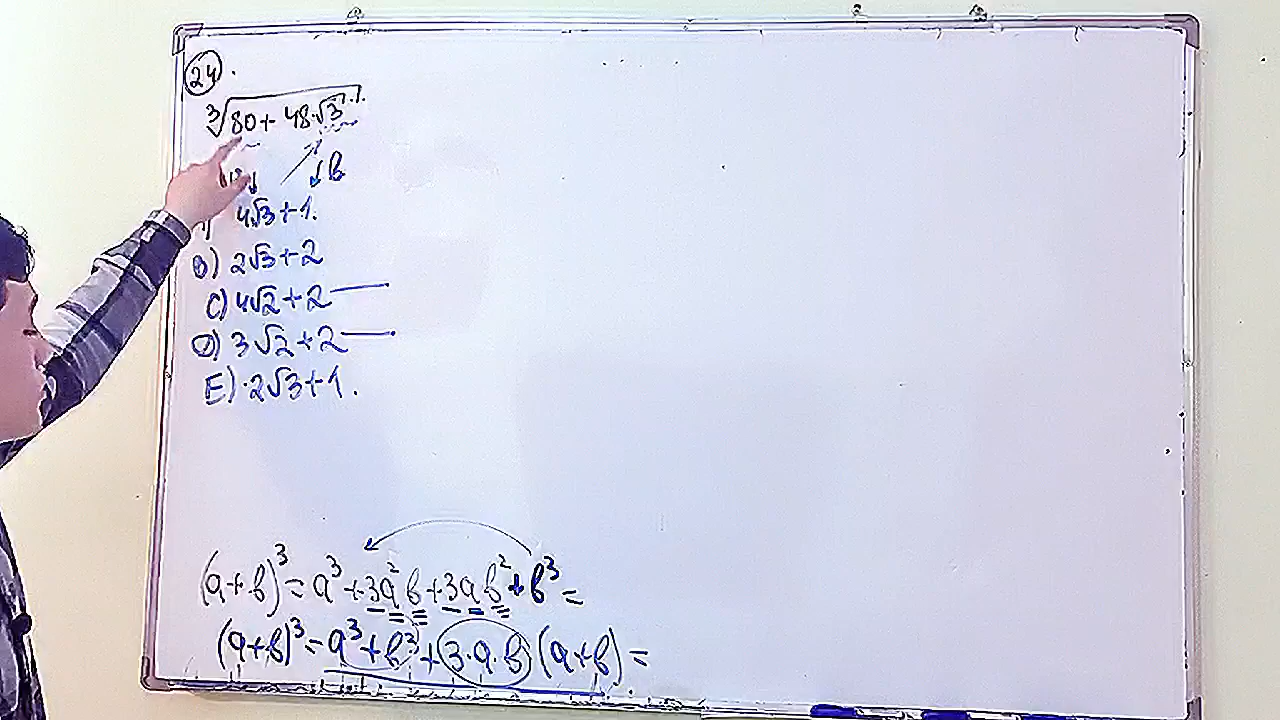 24.
∛(80 + 48·√3)
b
4√3 + 1.
B) 2√3 + 2
C) 4√2 + 2
D) 3√2 + 2
E) 2√3 + 1.
(a+b)³ = a³ + 3a²b + 3ab² + b³ =
(a+b)³ = a³ + b³ + 3·a·b (a+b) =